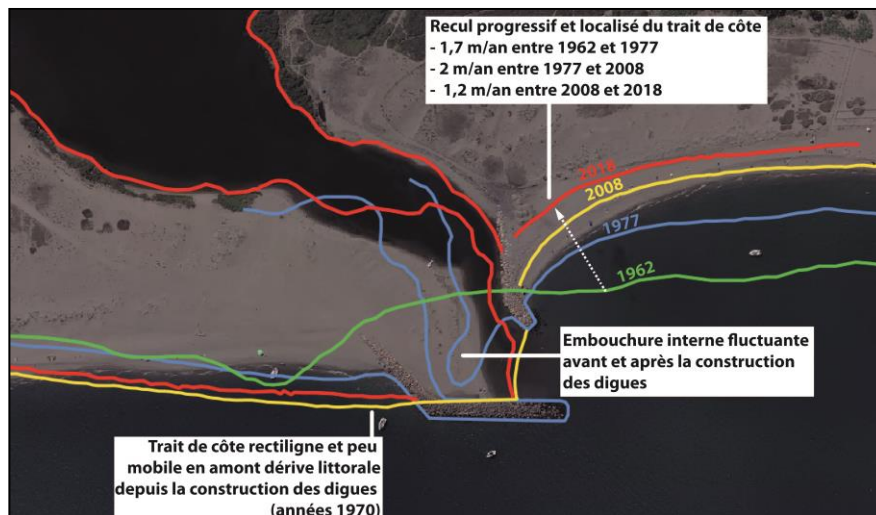 Recul progressif et localisé du trait de côte
- 1,7 m/an entre 1962 et 1977
- 2 m/an entre 1977 et 2008
- 1,2 m/an entre 2008 et 2018
2018
2008
1977
1962
Embouchure interne fluctuante
avant et après la construction
des digues
Trait de côte rectiligne et peu
mobile en amont dérive littorale
depuis la construction des digues
(années 1970)